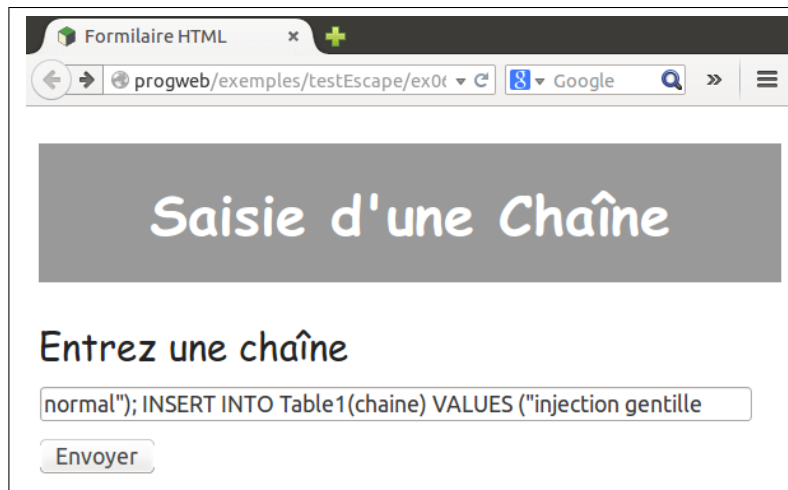 Formilaire HTML
progweb/exemples/testEscape/ex06
Google
Saisie d'une Chaîne
Entrez une chaîne
normal"); INSERT INTO Table1(chaine) VALUES ("injection gentille
Envoyer